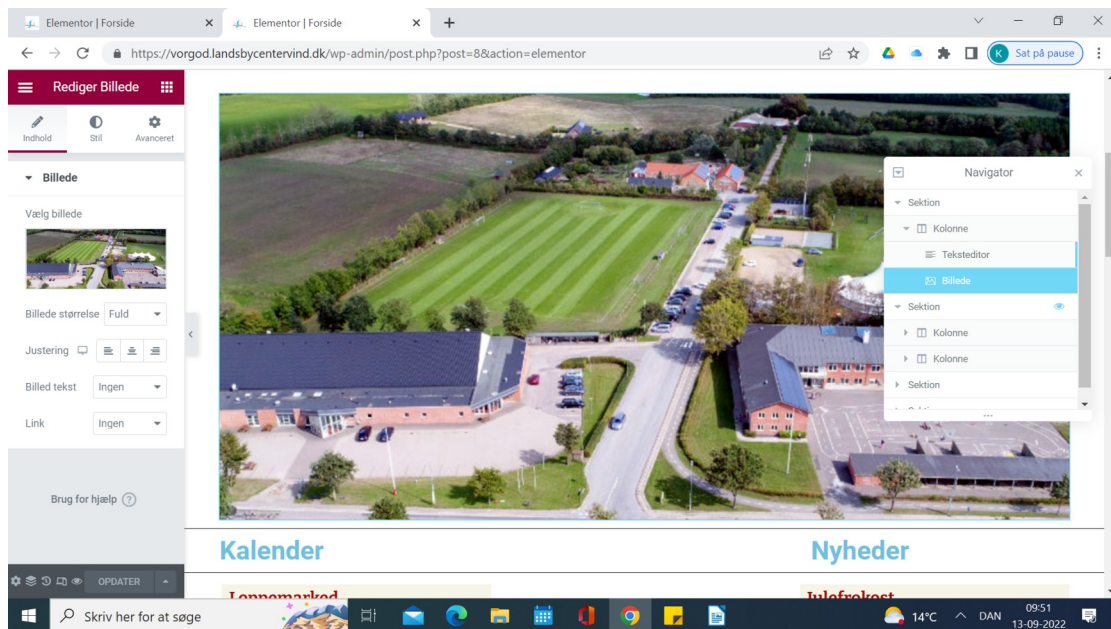 Elementor | Forside
Elementor | Forside
https://vorgod.landsbycentervind.dk/wp-admin/post.php?post=8&action=elementor
K
Sat på pause
Rediger Billede
Indhold
Stil
Avanceret
Billede
Vælg billede
Billede størrelse
Fuld
Justering
Billed tekst
Ingen
Link
Ingen
Brug for hjælp
OPDATER
Navigator
Sektion
Kolonne
Teksteditor
Billede
Sektion
Kolonne
Kolonne
Sektion
Kalender
Nyheder
Loppemarked
Julefrokost
Skriv her for at søge
14°C
DAN
09:51
13-09-2022